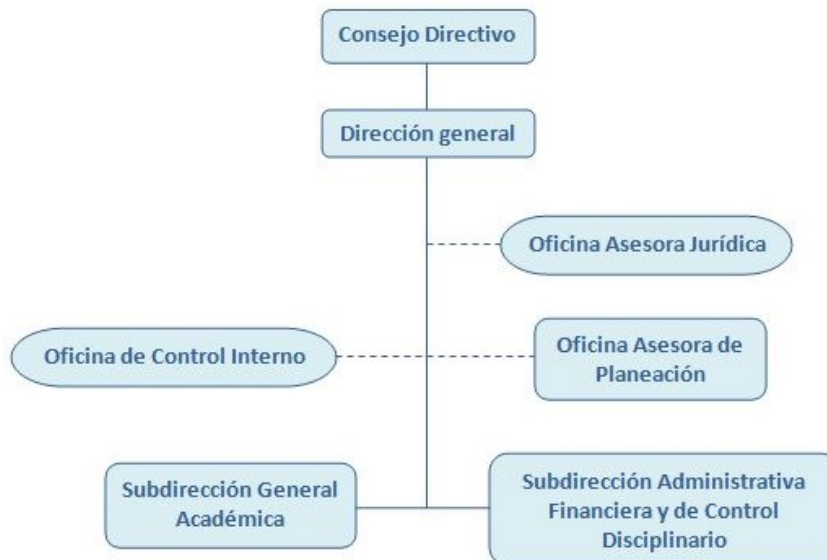 Consejo Directivo
Dirección general
Oficina Asesora Jurídica
Oficina de Control Interno
Oficina Asesora de
Planeación
Subdirección General
Académica
Subdirección Administrativa
Financiera y de Control
Disciplinario